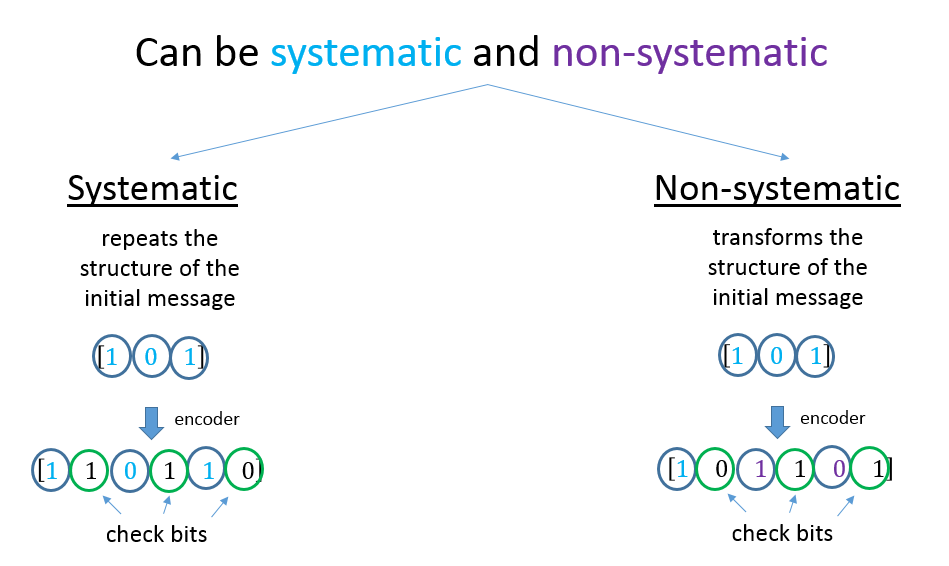 Can be systematic and non-systematic
Systematic
repeats the
structure of the
initial message
[1 0 1]
encoder
[1 1 0 1 1 0]
check bits
Non-systematic
transforms the
structure of the
initial message
[1 0 1]
encoder
[1 0 1 1 0 1]
check bits